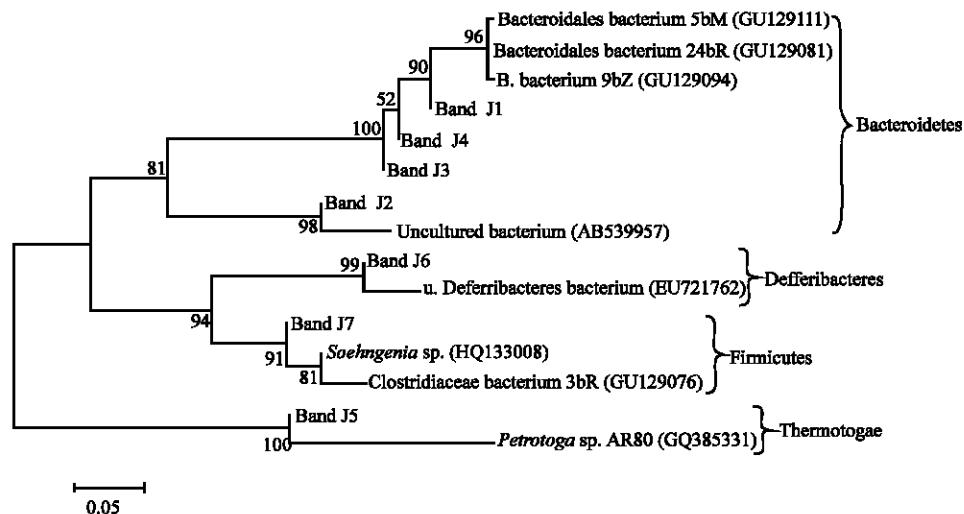 Bacteroidales bacterium 5bM (GU129111)
96
Bacteroidales bacterium 24bR (GU129081)
90
B. bacterium 9bZ (GU129094)
52
Band J1
Bacteroidetes
100
Band J4
81
Band J3
Band J2
98
Uncultured bacterium (AB539957)
99
Band J6
Defferibacteres
u. Deferribacteres bacterium (EU721762)
94
Band J7
91
Soehngenia sp. (HQ133008)
Firmicutes
81
Clostridiaceae bacterium 3bR (GU129076)
Band J5
Thermotogae
100
Petrotoga sp. AR80 (GQ385331)
0.05